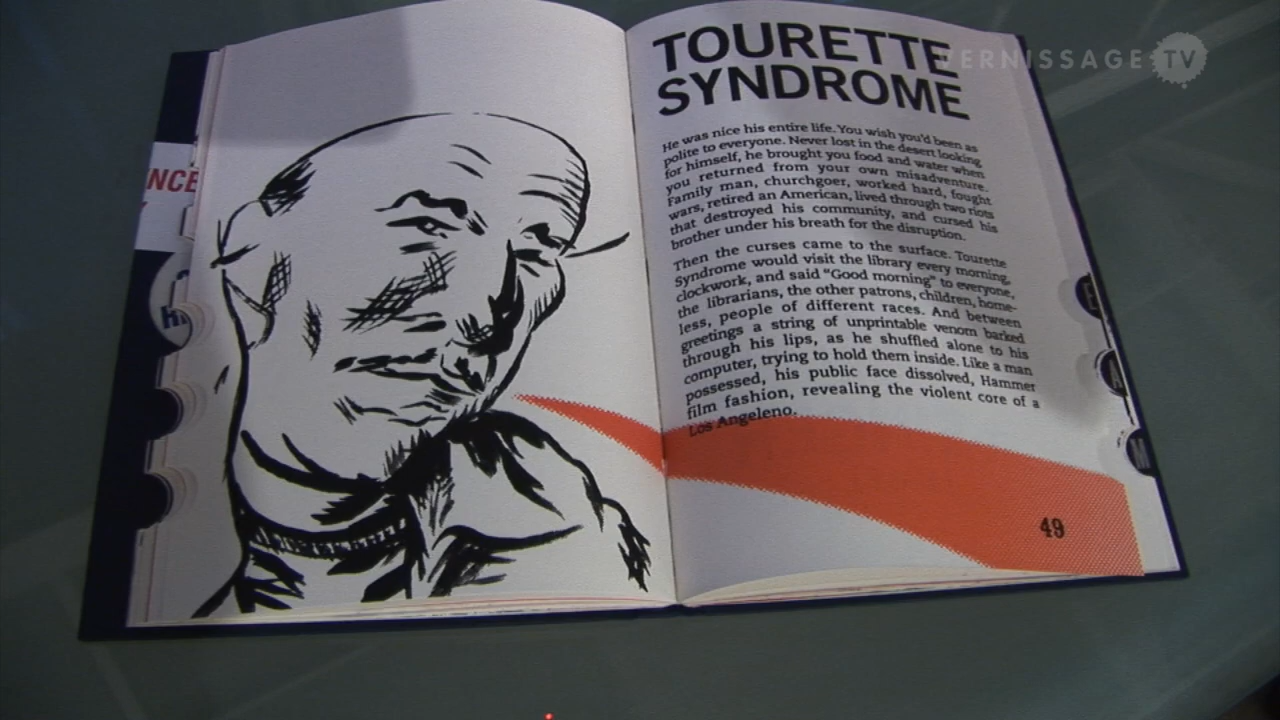 TOURETTE
SYNDROME
VERNISSAGE TV
He was nice his entire life. You wish you'd been as
polite to everyone. Never lost in the desert looking
for himself, he brought you food and water when
you returned from your own misadventure.
Family man, churchgoer, worked hard, fought
wars, retired an American, lived through two riots
that destroyed his community, and cursed his
brother under his breath for the disruption.
Then the curses came to the surface. Tourette
Syndrome would visit the library every morning,
clockwork, and said “Good morning” to everyone,
the librarians, the other patrons, children, home-
less, people of different races. And between
greetings a string of unprintable venom barked
through his lips, as he shuffled alone to his
computer, trying to hold them inside. Like a man
possessed, his public face dissolved, Hammer
film fashion, revealing the violent core of a
Los Angeleno.
49
NCE
E
A
M